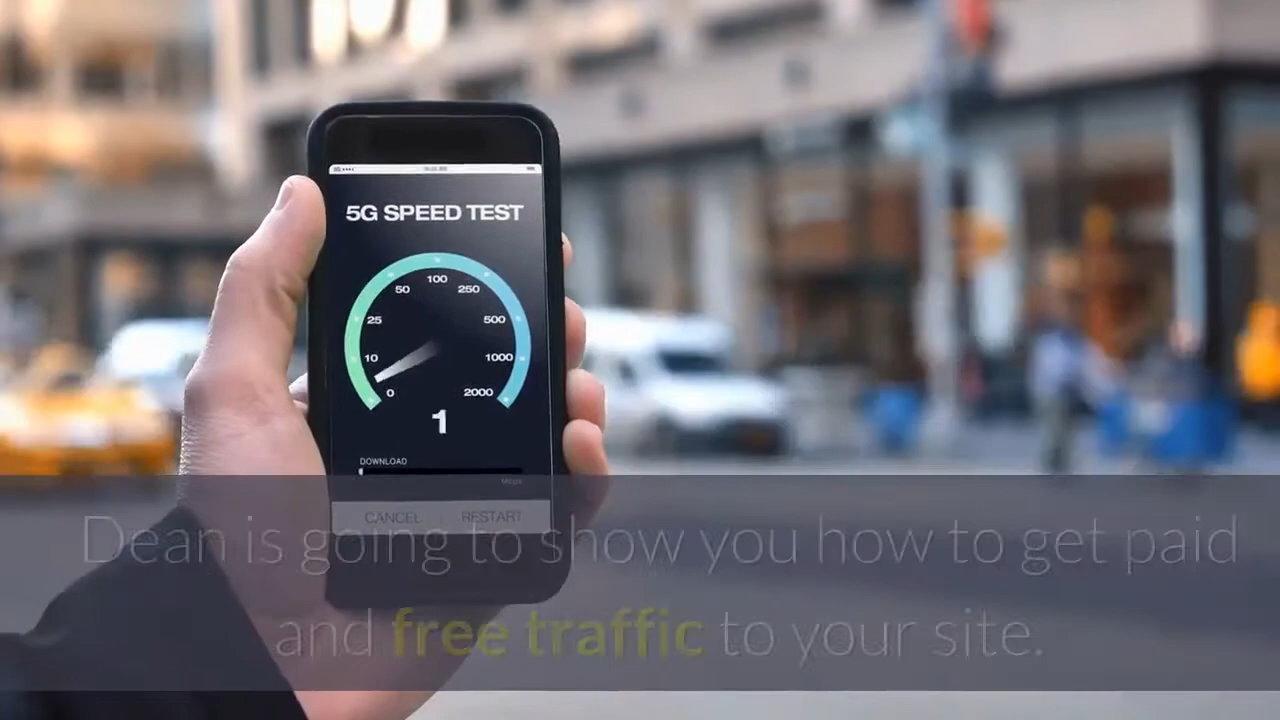 5G SPEED TEST
0
10
25
50
100
250
500
1000
2000
1
DOWNLOAD
Mbps
CANCEL
RESTART
Dean is going to show you how to get paid
and free traffic to your site.